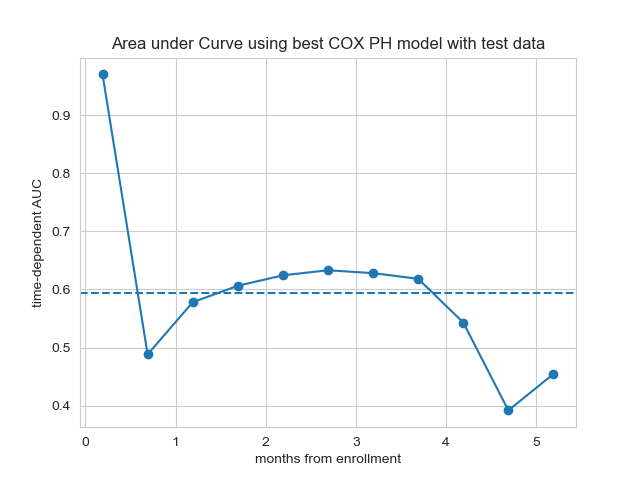 Area under Curve using best COX PH model with test data
time-dependent AUC
0.9
0.8
0.7
0.6
0.5
0.4
0 1 2 3 4 5
months from enrollment